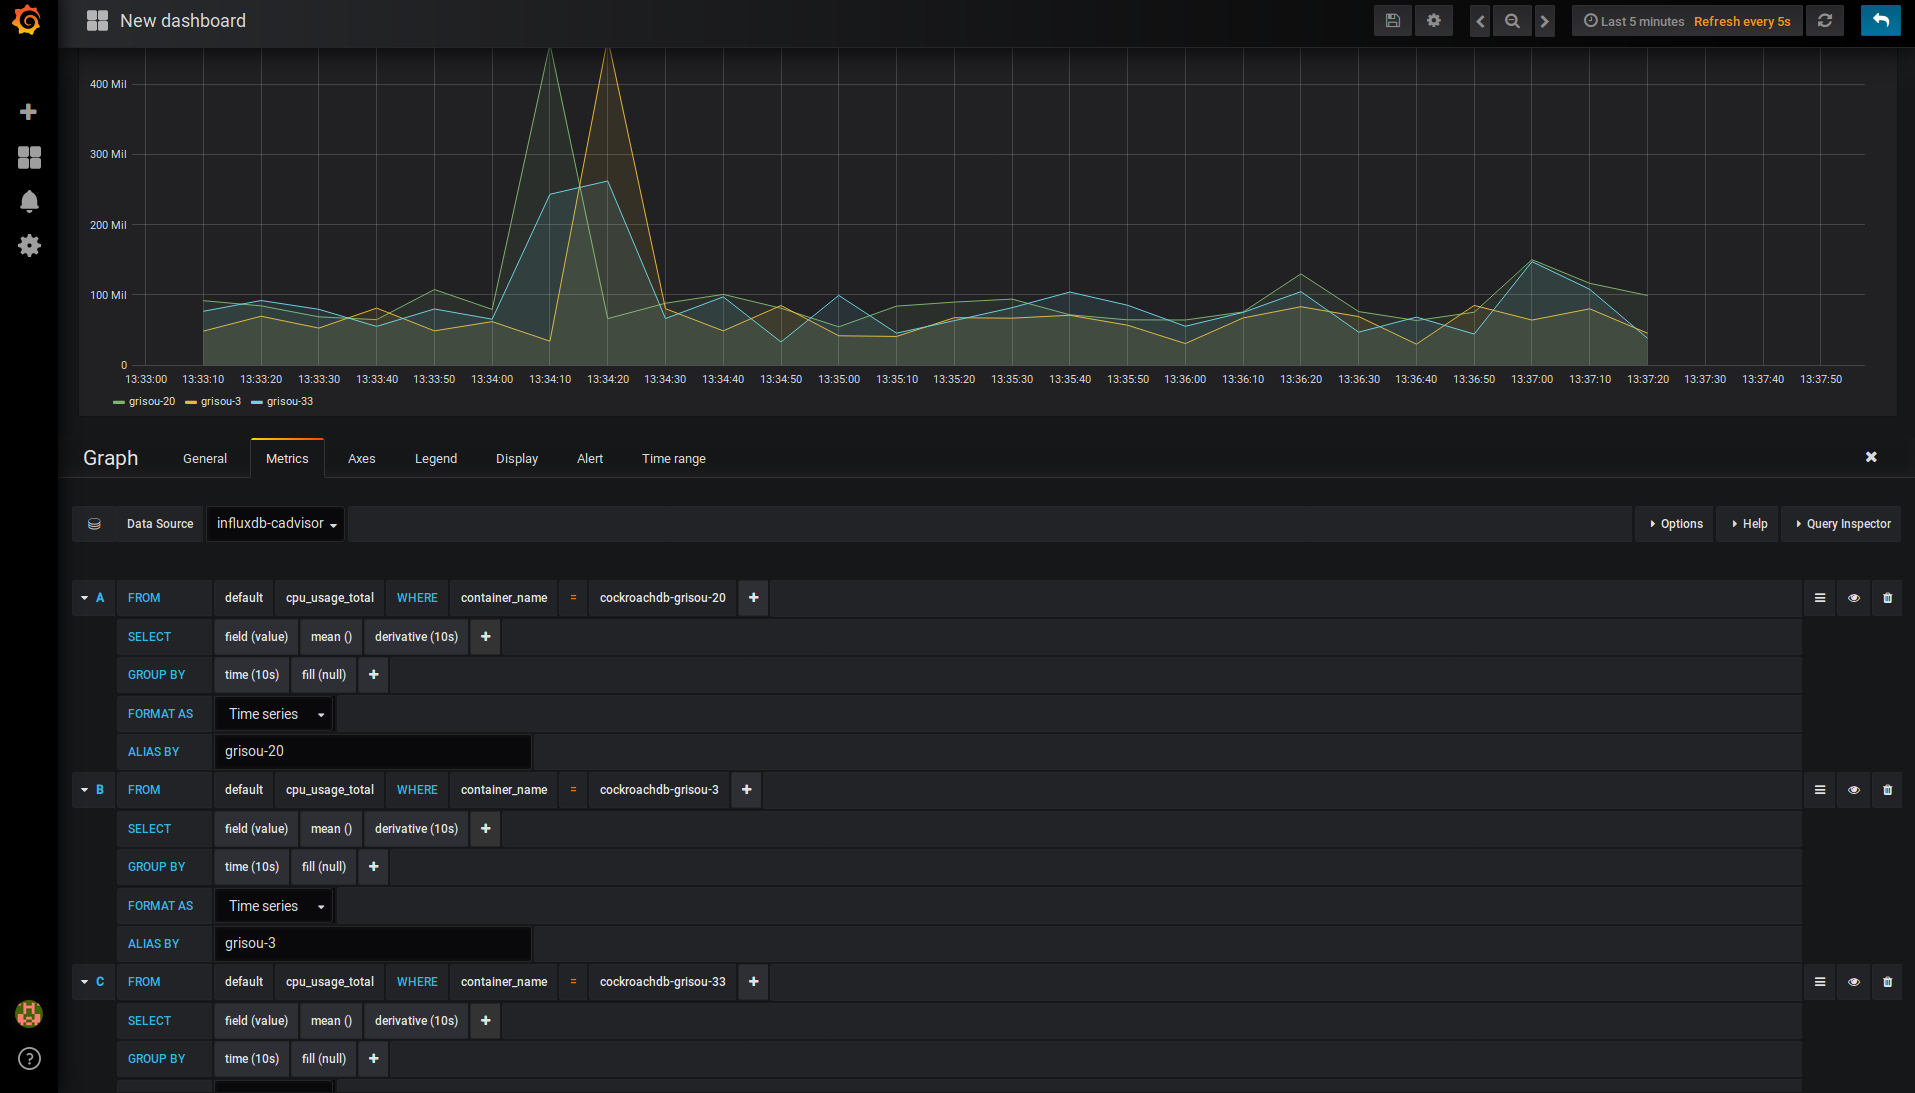 New dashboard
Last 5 minutes Refresh every 5s
400 Mil
300 Mil
200 Mil
100 Mil
0
13:33:00 13:33:10 13:33:20 13:33:30 13:33:40 13:33:50 13:34:00 13:34:10 13:34:20 13:34:30 13:34:40 13:34:50 13:35:00 13:35:10 13:35:20 13:35:30 13:35:40 13:35:50 13:36:00 13:36:10 13:36:20 13:36:30 13:36:40 13:36:50 13:37:00 13:37:10 13:37:20 13:37:30 13:37:40 13:37:50
grisou-20 grisou-3 grisou-33
Graph General Metrics Axes Legend Display Alert Time range
Data Source influxdb-cadvisor Options Help Query Inspector
A FROM default cpu_usage_total WHERE container_name = cockroachdb-grisou-20
SELECT field (value) mean () derivative (10s)
GROUP BY time (10s) fill (null)
FORMAT AS Time series
ALIAS BY grisou-20
B FROM default cpu_usage_total WHERE container_name = cockroachdb-grisou-3
SELECT field (value) mean () derivative (10s)
GROUP BY time (10s) fill (null)
FORMAT AS Time series
ALIAS BY grisou-3
C FROM default cpu_usage_total WHERE container_name = cockroachdb-grisou-33
SELECT field (value) mean () derivative (10s)
GROUP BY time (10s) fill (null)